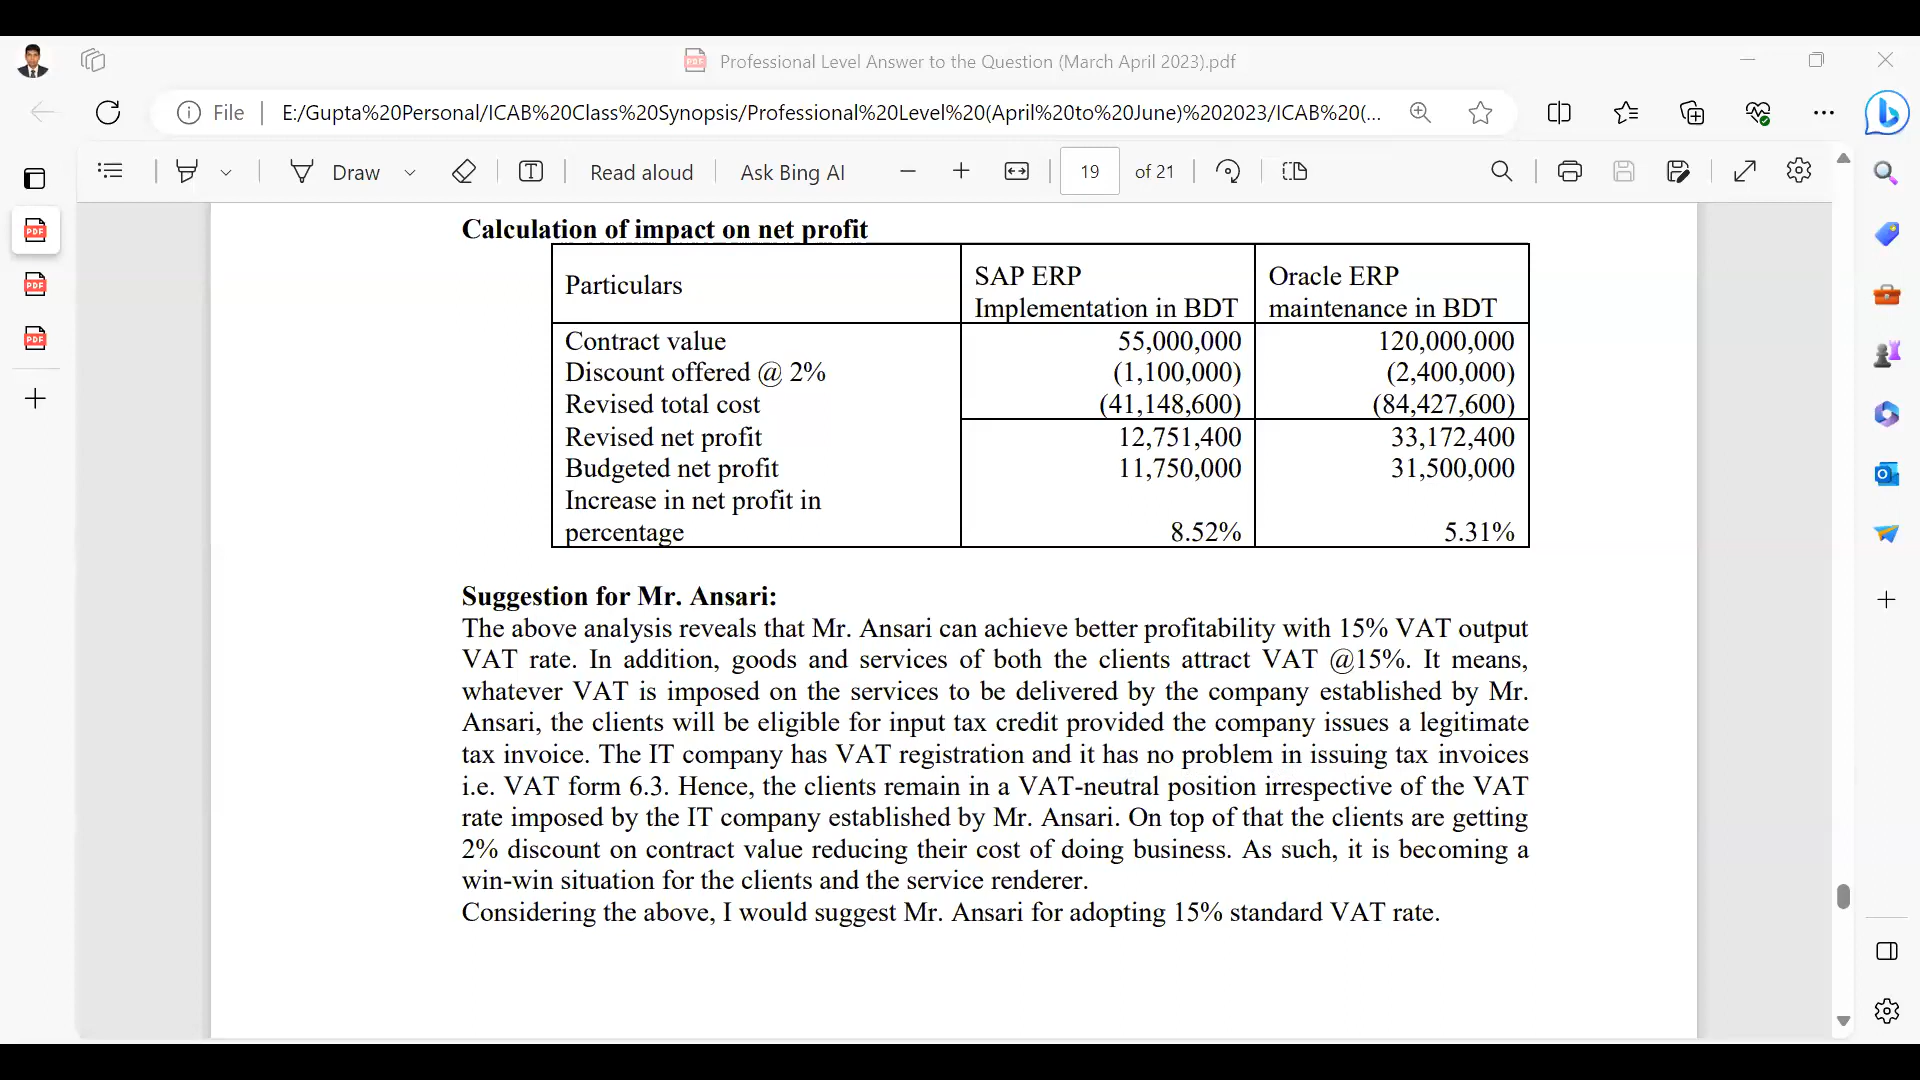 Professional Level Answer to the Question (March April 2023).pdf
File
E:/Gupta%20Personal/ICAB%20Class%20Synopsis/Professional%20Level%20(April%20to%20June)%202023/ICAB%20(...
Draw
Read aloud
Ask Bing AI
19 of 21
Calculation of impact on net profit
Particulars
SAP ERP
Implementation in BDT
Oracle ERP
maintenance in BDT
Contract value 55,000,000 120,000,000
Discount offered @ 2% (1,100,000) (2,400,000)
Revised total cost (41,148,600) (84,427,600)
Revised net profit 12,751,400 33,172,400
Budgeted net profit 11,750,000 31,500,000
Increase in net profit in
percentage 8.52% 5.31%
Suggestion for Mr. Ansari:
The above analysis reveals that Mr. Ansari can achieve better profitability with 15% VAT output
VAT rate. In addition, goods and services of both the clients attract VAT @15%. It means,
whatever VAT is imposed on the services to be delivered by the company established by Mr.
Ansari, the clients will be eligible for input tax credit provided the company issues a legitimate
tax invoice. The IT company has VAT registration and it has no problem in issuing tax invoices
i.e. VAT form 6.3. Hence, the clients remain in a VAT-neutral position irrespective of the VAT
rate imposed by the IT company established by Mr. Ansari. On top of that the clients are getting
2% discount on contract value reducing their cost of doing business. As such, it is becoming a
win-win situation for the clients and the service renderer.
Considering the above, I would suggest Mr. Ansari for adopting 15% standard VAT rate.